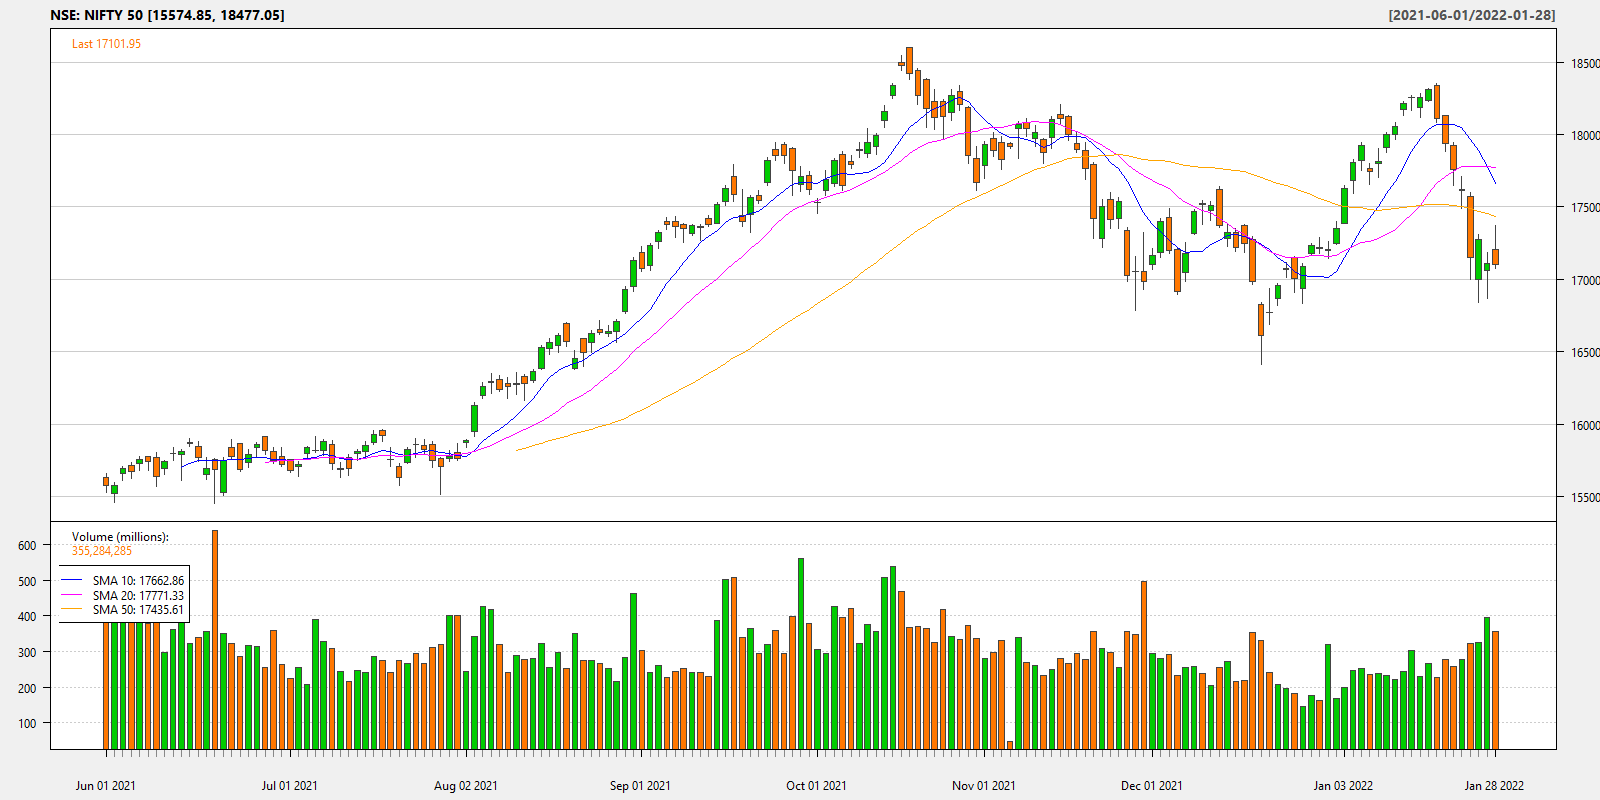 NSE: NIFTY 50 [15574.85, 18477.05]
[2021-06-01/2022-01-28]
Last 17101.95
18500
18000
17500
17000
16500
16000
15500
Volume (millions):
355,284,285
600
500
400
300
200
100
SMA 10: 17662.86
SMA 20: 17771.33
SMA 50: 17435.61
Jun 01 2021
Jul 01 2021
Aug 02 2021
Sep 01 2021
Oct 01 2021
Nov 01 2021
Dec 01 2021
Jan 03 2022
Jan 28 2022